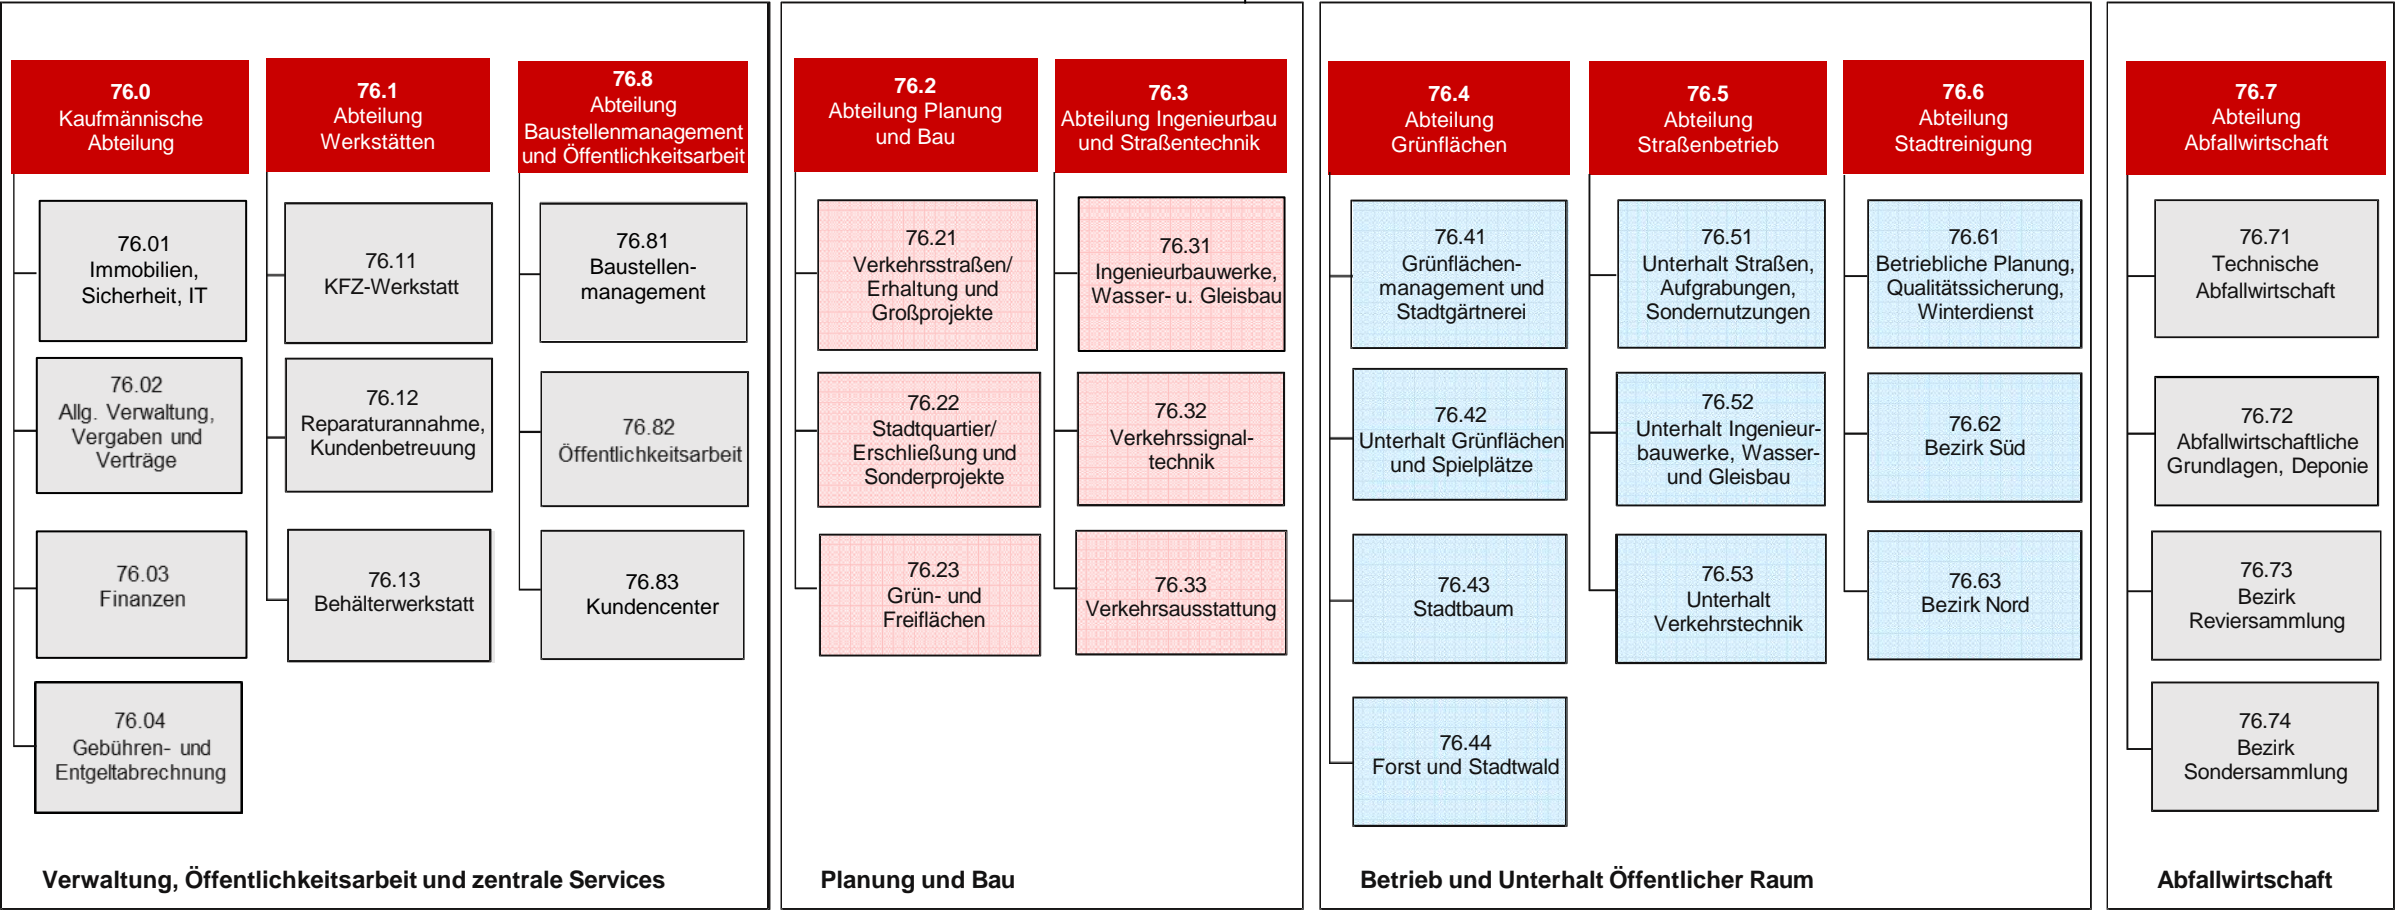 76.0
Kaufmännische
Abteilung
76.01
Immobilien,
Sicherheit, IT
76.02
Allg. Verwaltung,
Vergaben und
Verträge
76.03
Finanzen
76.04
Gebühren- und
Entgeltabrechnung
76.1
Abteilung
Werkstätten
76.11
KFZ-Werkstatt
76.12
Reparaturannahme,
Kundenbetreuung
76.13
Behälterwerkstatt
76.8
Abteilung
Baustellenmanagement
und Öffentlichkeitsarbeit
76.81
Baustellen-
management
76.82
Öffentlichkeitsarbeit
76.83
Kundencenter
Verwaltung, Öffentlichkeitsarbeit und zentrale Services
76.2
Abteilung Planung
und Bau
76.21
Verkehrsstraßen/
Erhaltung und
Großprojekte
76.22
Stadtquartier/
Erschließung und
Sonderprojekte
76.23
Grün- und
Freiflächen
76.3
Abteilung Ingenieurbau
und Straßentechnik
76.31
Ingenieurbauwerke,
Wasser- u. Gleisbau
76.32
Verkehrssignal-
technik
76.33
Verkehrsausstattung
Planung und Bau
76.4
Abteilung
Grünflächen
76.41
Grünflächen-
management und
Stadtgärtnerei
76.42
Unterhalt Grünflächen
und Spielplätze
76.43
Stadtbaum
76.44
Forst und Stadtwald
76.5
Abteilung
Straßenbetrieb
76.51
Unterhalt Straßen,
Aufgrabungen,
Sondernutzungen
76.52
Unterhalt Ingenieur-
bauwerke, Wasser-
und Gleisbau
76.53
Unterhalt
Verkehrstechnik
76.6
Abteilung
Stadtreinigung
76.61
Betriebliche Planung,
Qualitätssicherung,
Winterdienst
76.62
Bezirk Süd
76.63
Bezirk Nord
Betrieb und Unterhalt Öffentlicher Raum
76.7
Abteilung
Abfallwirtschaft
76.71
Technische
Abfallwirtschaft
76.72
Abfallwirtschaftliche
Grundlagen, Deponie
76.73
Bezirk
Reviersammlung
76.74
Bezirk
Sondersammlung
Abfallwirtschaft